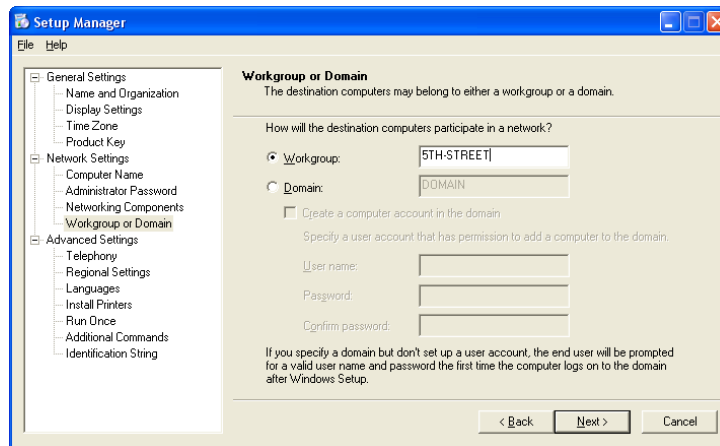 Setup Manager
File Help
General Settings
Name and Organization
Display Settings
Time Zone
Product Key
Network Settings
Computer Name
Administrator Password
Networking Components
Workgroup or Domain
Advanced Settings
Telephony
Regional Settings
Languages
Install Printers
Run Once
Additional Commands
Identification String
Workgroup or Domain
The destination computers may belong to either a workgroup or a domain.
How will the destination computers participate in a network?
Workgroup: 5TH-STREET
Domain: DOMAIN
Create a computer account in the domain
Specify a user account that has permission to add a computer to the domain.
User name:
Password:
Confirm password:
If you specify a domain but don't set up a user account, the end user will be prompted
for a valid user name and password the first time the computer logs on to the domain
after Windows Setup.
< Back Next > Cancel